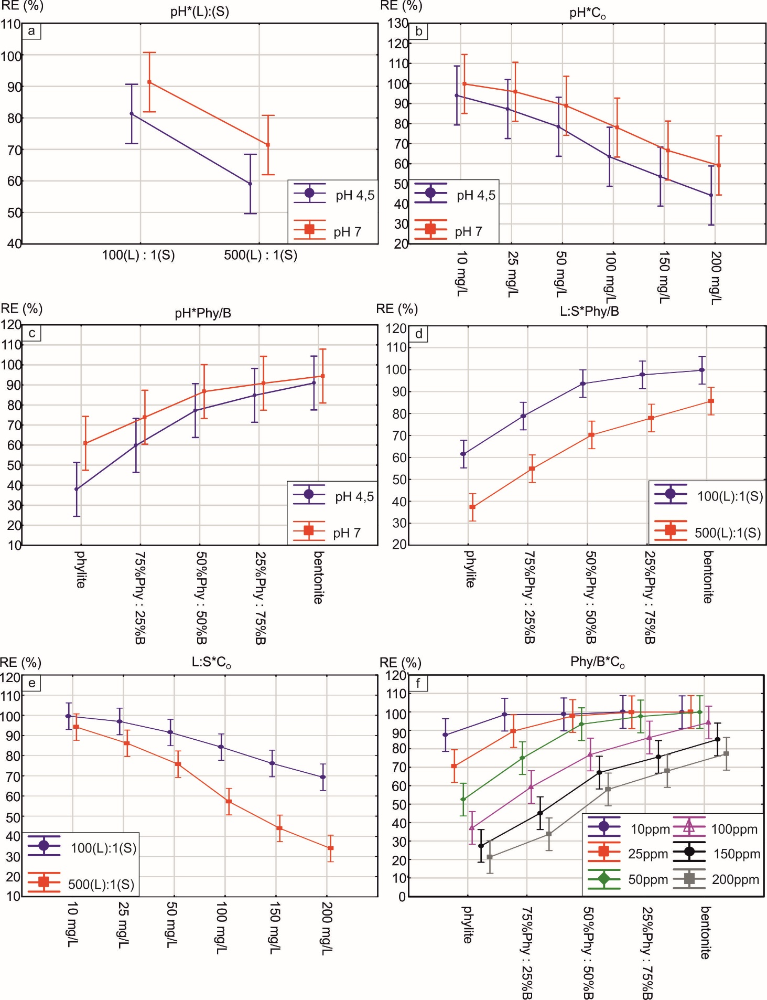 RE (%)
pH*(L):(S)
a
110
100
90
80
70
60
50
40
pH 4,5
pH 7
100(L) : 1(S)
500(L) : 1(S)
RE (%)
pH*Co
b
130
120
110
100
90
80
70
60
50
40
30
20
pH 4,5
pH 7
10 mg/L
25 mg/L
50 mg/L
100 mg/L
150 mg/L
200 mg/L
RE (%)
pH*Phy/B
c
120
110
100
90
80
70
60
50
40
30
20
10
pH 4,5
pH 7
phylite
75%Phy : 25%B
50%Phy : 50%B
25%Phy : 75%B
bentonite
RE (%)
L:S*Phy/B
d
120
110
100
90
80
70
60
50
40
30
20
100(L):1(S)
500(L):1(S)
phylite
75%Phy : 25%B
50%Phy : 50%B
25%Phy : 75%B
bentonite
RE (%)
L:S*Co
e
120
110
100
90
80
70
60
50
40
30
20
10
100(L):1(S)
500(L):1(S)
10 mg/L
25 mg/L
50 mg/L
100 mg/L
150 mg/L
200 mg/L
RE (%)
Phy/B*Co
f
120
110
100
90
80
70
60
50
40
30
20
10
0
10ppm
100ppm
25ppm
150ppm
50ppm
200ppm
phylite
75%Phy : 25%B
50%Phy : 50%B
25%Phy : 75%B
bentonite